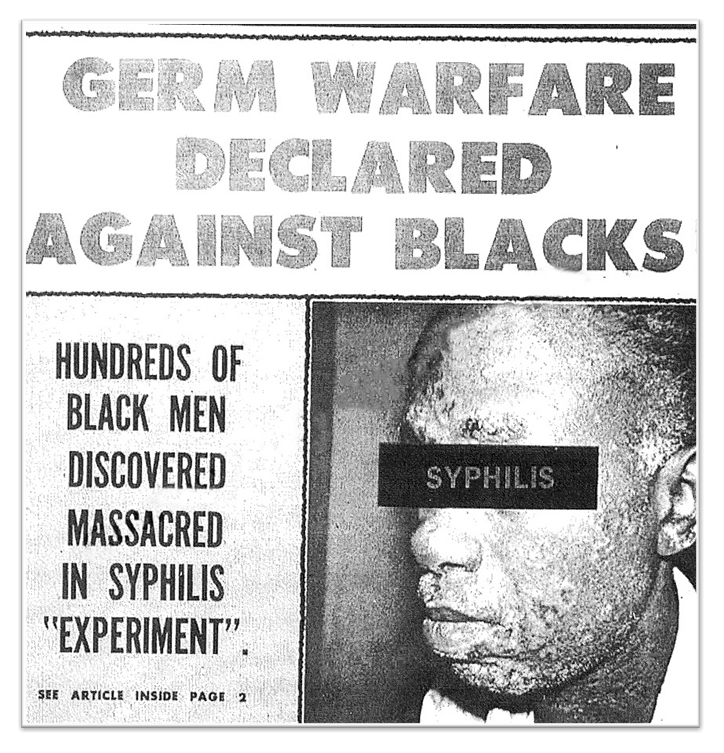 GERM WARFARE
DECLARED
AGAINST BLACKS
HUNDREDS OF
BLACK MEN
DISCOVERED
MASSACRED
IN SYPHILIS
"EXPERIMENT".
SEE ARTICLE INSIDE PAGE 2
SYPHILIS